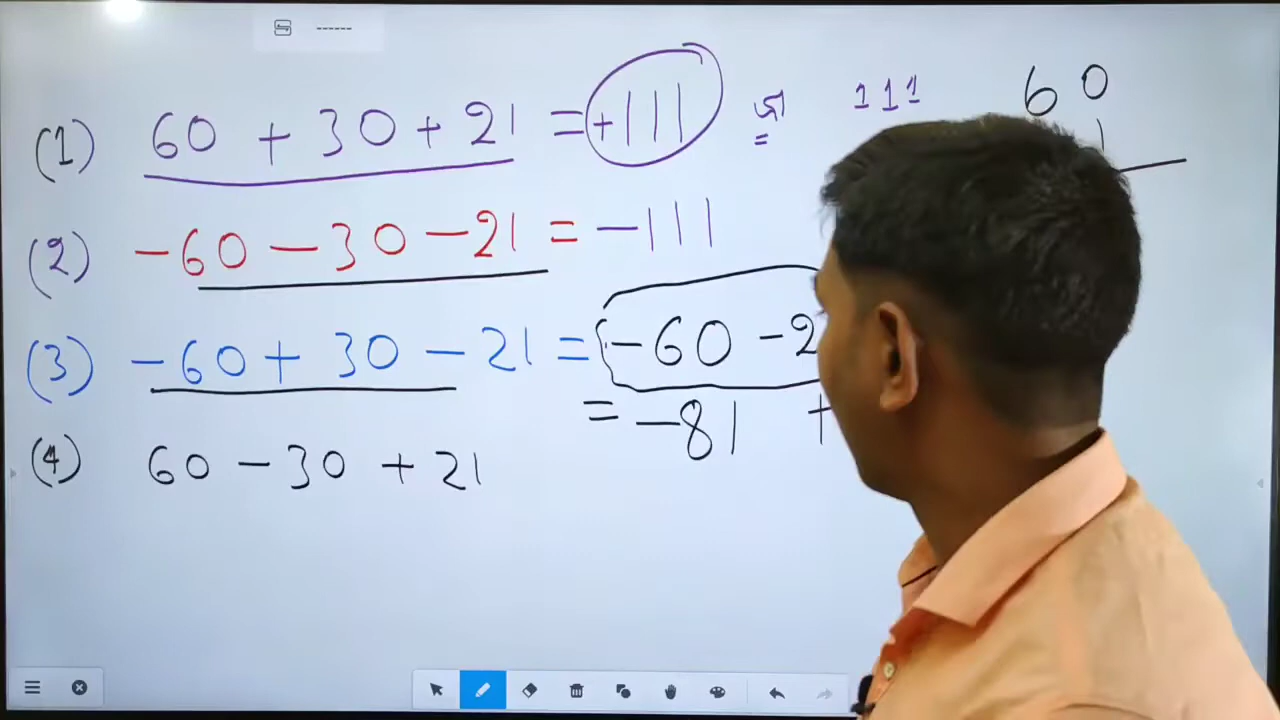 (1) 60 + 30 + 21 = +111 या 111
=
60
1
(2) -60 - 30 - 21 = -111
(3) -60 + 30 - 21 = -60 - 2
= -81 +
(4) 60 - 30 + 21